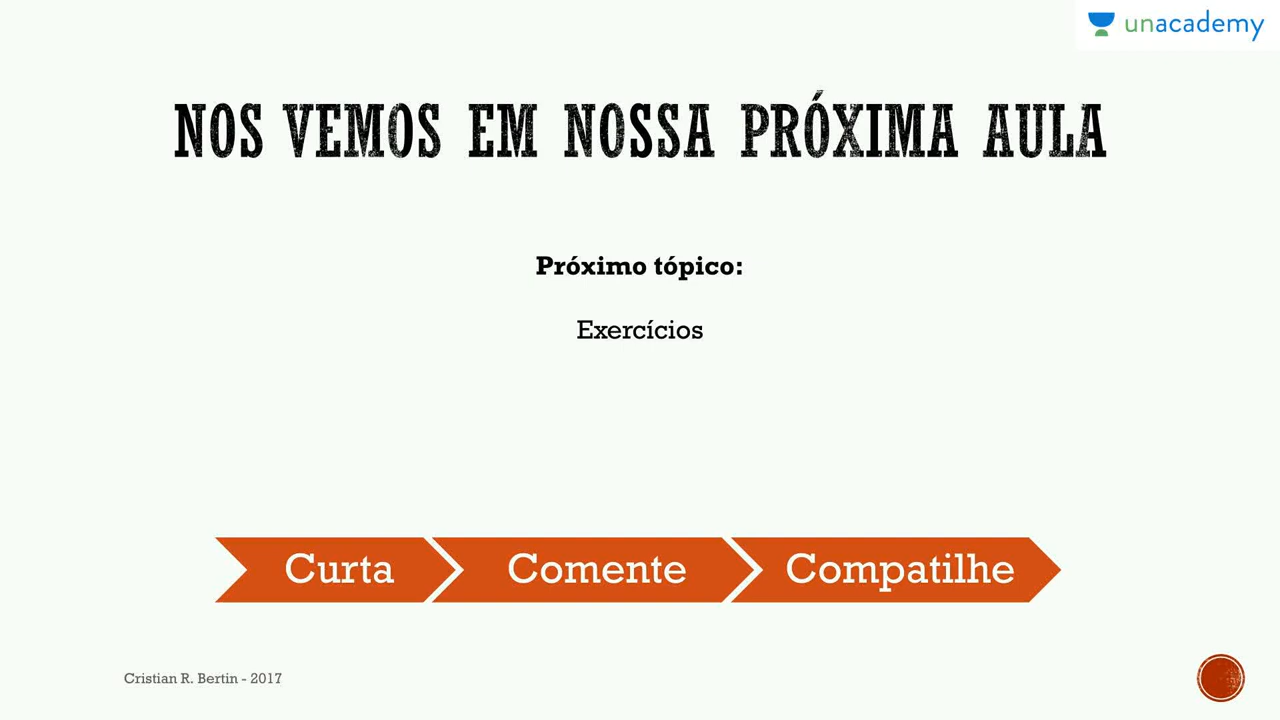 unacademy
NOS VEMOS EM NOSSA PRÓXIMA AULA
Próximo tópico:
Exercícios
Curta
Comente
Compatilhe
Cristian R. Bertin - 2017